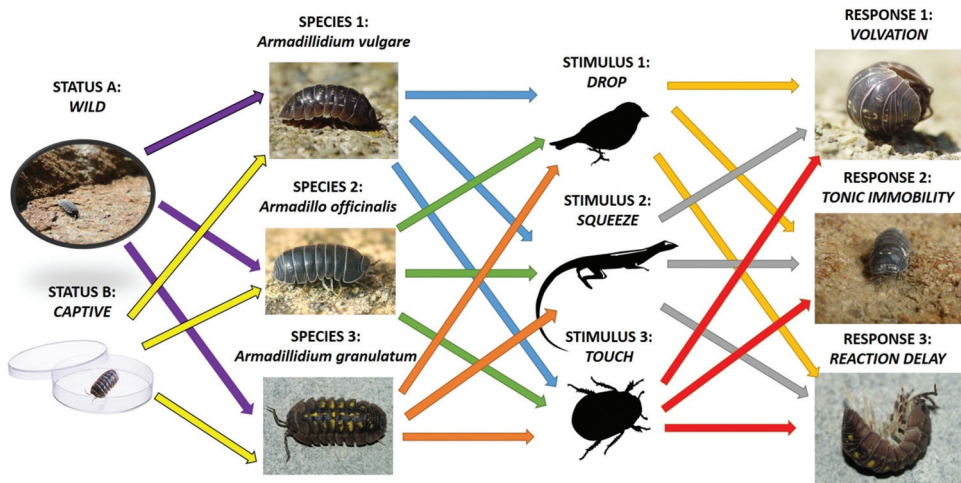 STATUS A:
WILD
STATUS B:
CAPTIVE
SPECIES 1:
Armadillidium vulgare
SPECIES 2:
Armadillo officinalis
SPECIES 3:
Armadillidium granulatum
STIMULUS 1:
DROP
STIMULUS 2:
SQUEEZE
STIMULUS 3:
TOUCH
RESPONSE 1:
VOLVATION
RESPONSE 2:
TONIC IMMOBILITY
RESPONSE 3:
REACTION DELAY